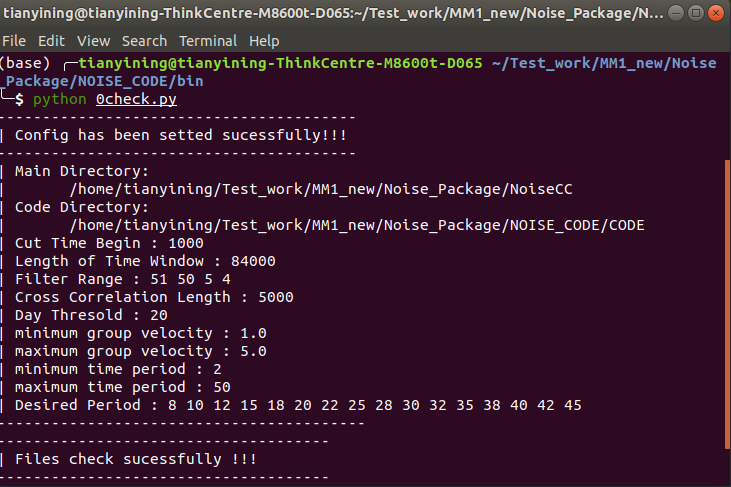 tianyining@tianyining-ThinkCentre-M8600t-D065:~/Test_work/MM1_new/Noise_Package/N...
File Edit View Search Terminal Help
(base) ╭─tianyining@tianyining-ThinkCentre-M8600t-D065 ~/Test_work/MM1_new/Noise
_Package/NOISE_CODE/bin
╰─$ python 0check.py
----------------------------------------
| Config has been setted sucessfully!!!
----------------------------------------
| Main Directory:
|       /home/tianyining/Test_work/MM1_new/Noise_Package/NoiseCC
| Code Directory:
|       /home/tianyining/Test_work/MM1_new/Noise_Package/NOISE_CODE/CODE
| Cut Time Begin : 1000
| Length of Time Window : 84000
| Filter Range : 51 50 5 4
| Cross Correlation Length : 5000
| Day Thresold : 20
| minimum group velocity : 1.0
| maximum group velocity : 5.0
| minimum time period : 2
| maximum time period : 50
| Desired Period : 8 10 12 15 18 20 22 25 28 30 32 35 38 40 42 45
-----------------------------------------
-------------------------------------
| Files check sucessfully !!!
-------------------------------------